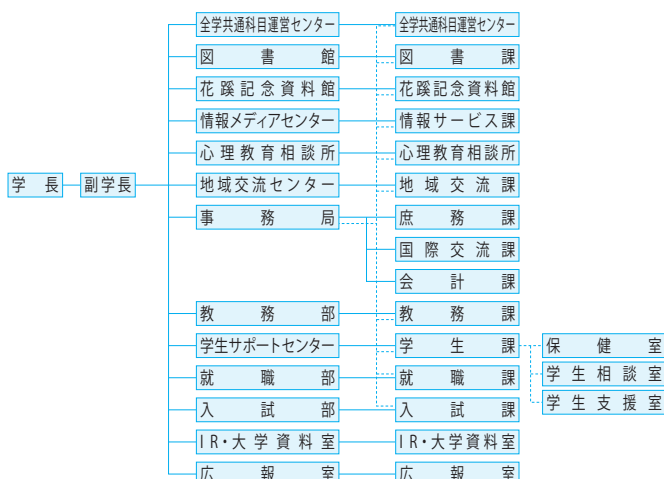 全学共通科目運営センター 全学共通科目運営センター
図書館 図書課
花蹊記念資料館 花蹊記念資料館
情報メディアセンター 情報サービス課
心理教育相談所 心理教育相談所
学長 副学長 地域交流センター 地域交流課
事務局 庶務課
国際交流課
会計課
教務部 教務課
学生サポートセンター 学生課 保健室
就職部 就職課 学生相談室
入試部 入試課 学生支援室
IR・大学資料室 IR・大学資料室
広報室 広報室